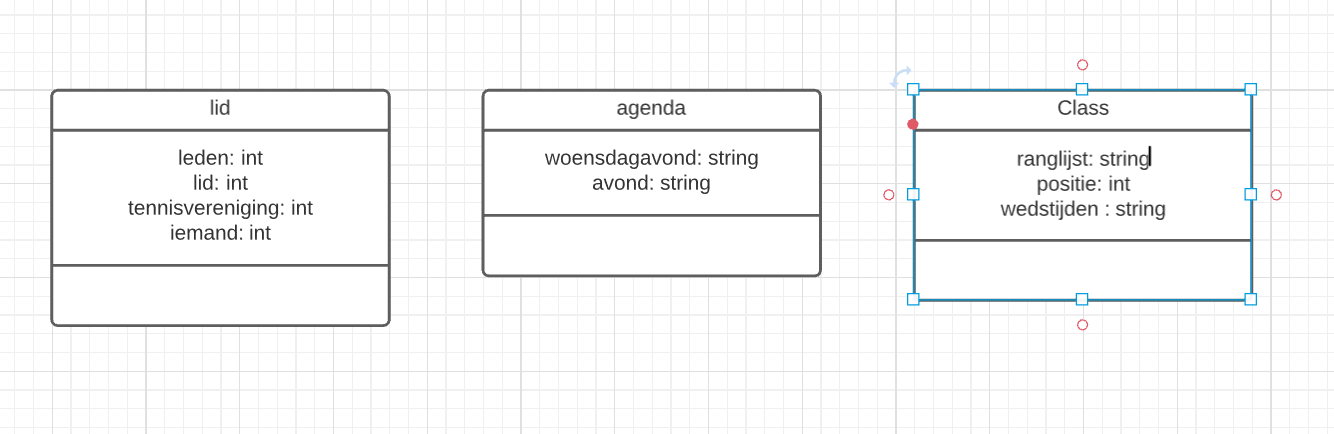 lid
leden: int
lid: int
tennisvereniging: int
iemand: int
agenda
woensdagavond: string
avond: string
Class
ranglijst: string
positie: int
wedstijden : string